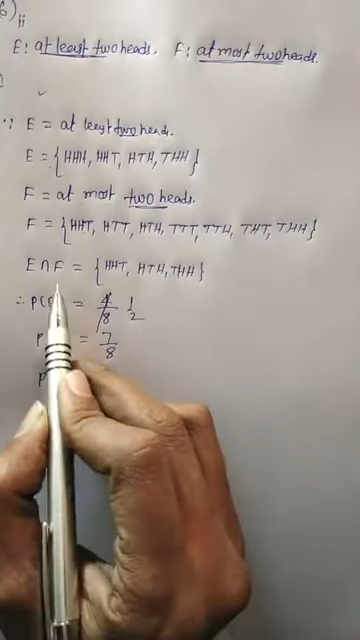 6) ii
E: at least two heads. F: at most two heads.
∵ E = at least two heads.
E = {HHH, HHT, HTH, THH}
F = at most two heads.
F = {HHT, HTT, HTH, TTT, TTH, THT, THH}
E∩F = {HHT, HTH, THH}
∴ P(E = 4/8 1/2
P = 7/8
P